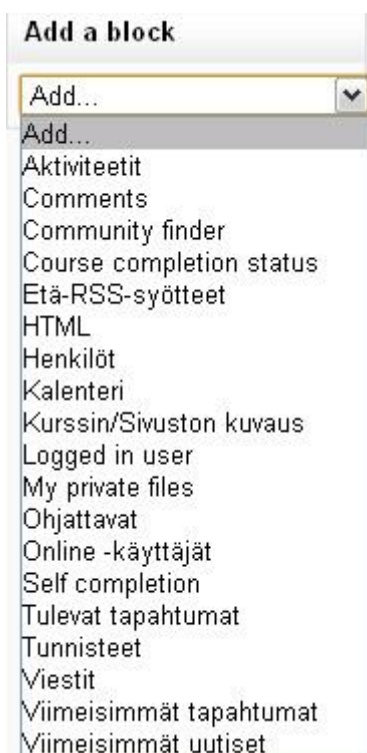 Add a block
Add...
Add...
Aktiviteetit
Comments
Community finder
Course completion status
Etä-RSS-syötteet
HTML
Henkilöt
Kalenteri
Kurssin/Sivuston kuvaus
Logged in user
My private files
Ohjattavat
Online -käyttäjät
Self completion
Tulevat tapahtumat
Tunnisteet
Viestit
Viimeisimmät tapahtumat
Viimeisimmät uutiset